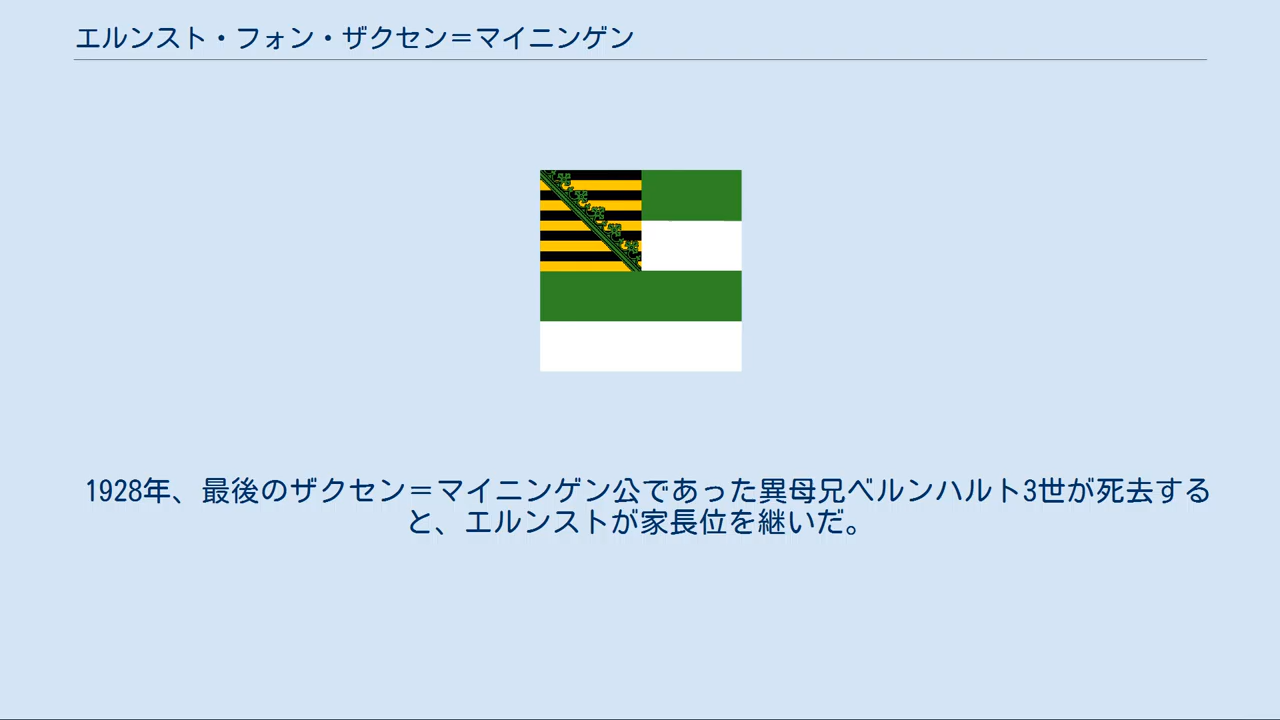 エルンスト・フォン・ザクセン＝マイニンゲン
1928年、最後のザクセン＝マイニンゲン公であった異母兄ベルンハルト3世が死去する
と、エルンストが家長位を継いだ。